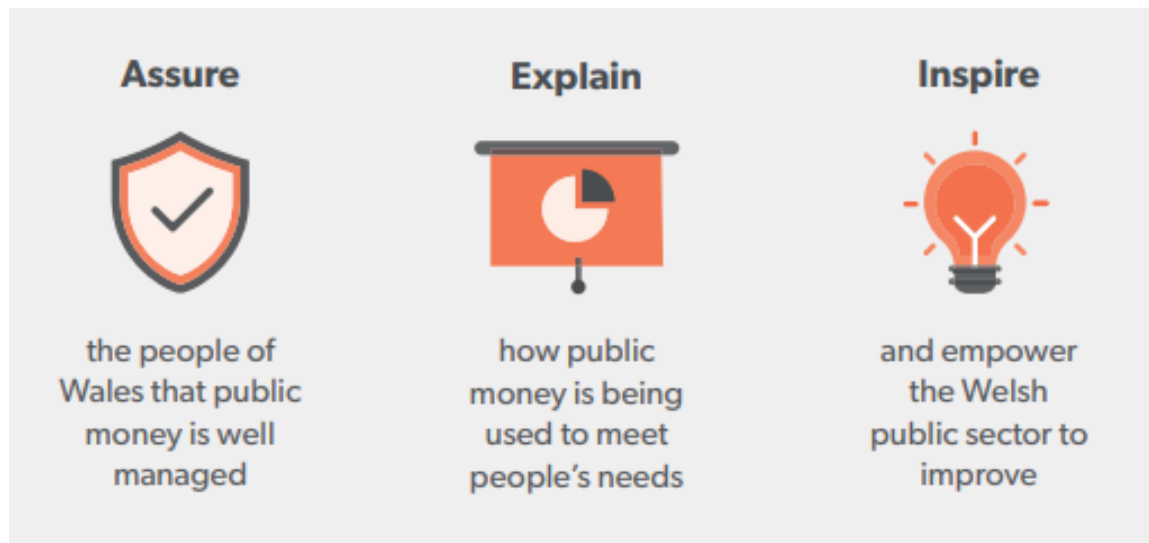 Assure
the people of
Wales that public
money is well
managed
Explain
how public
money is being
used to meet
people’s needs
Inspire
and empower
the Welsh
public sector to
improve